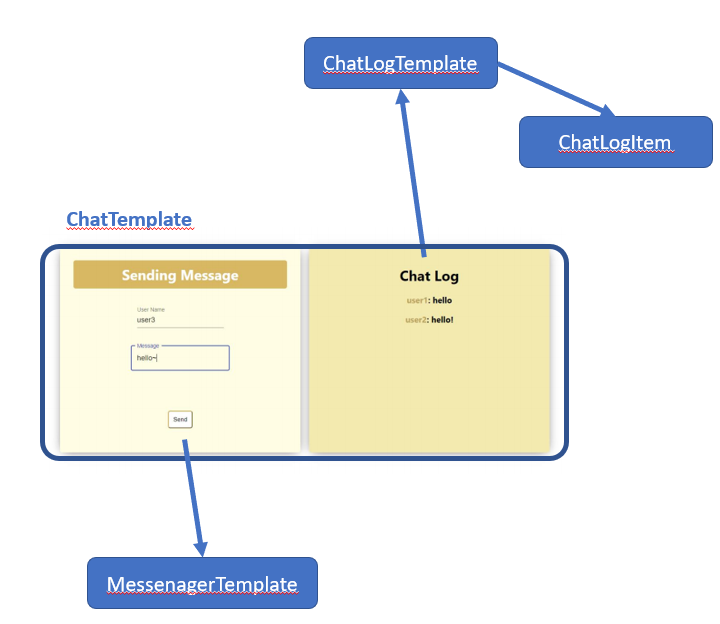 ChatLogTemplate
ChatLogItem
ChatTemplate
Sending Message
User Name
user3
Message
hello~
Send
Chat Log
user1: hello
user2: hello!
MessenagerTemplate